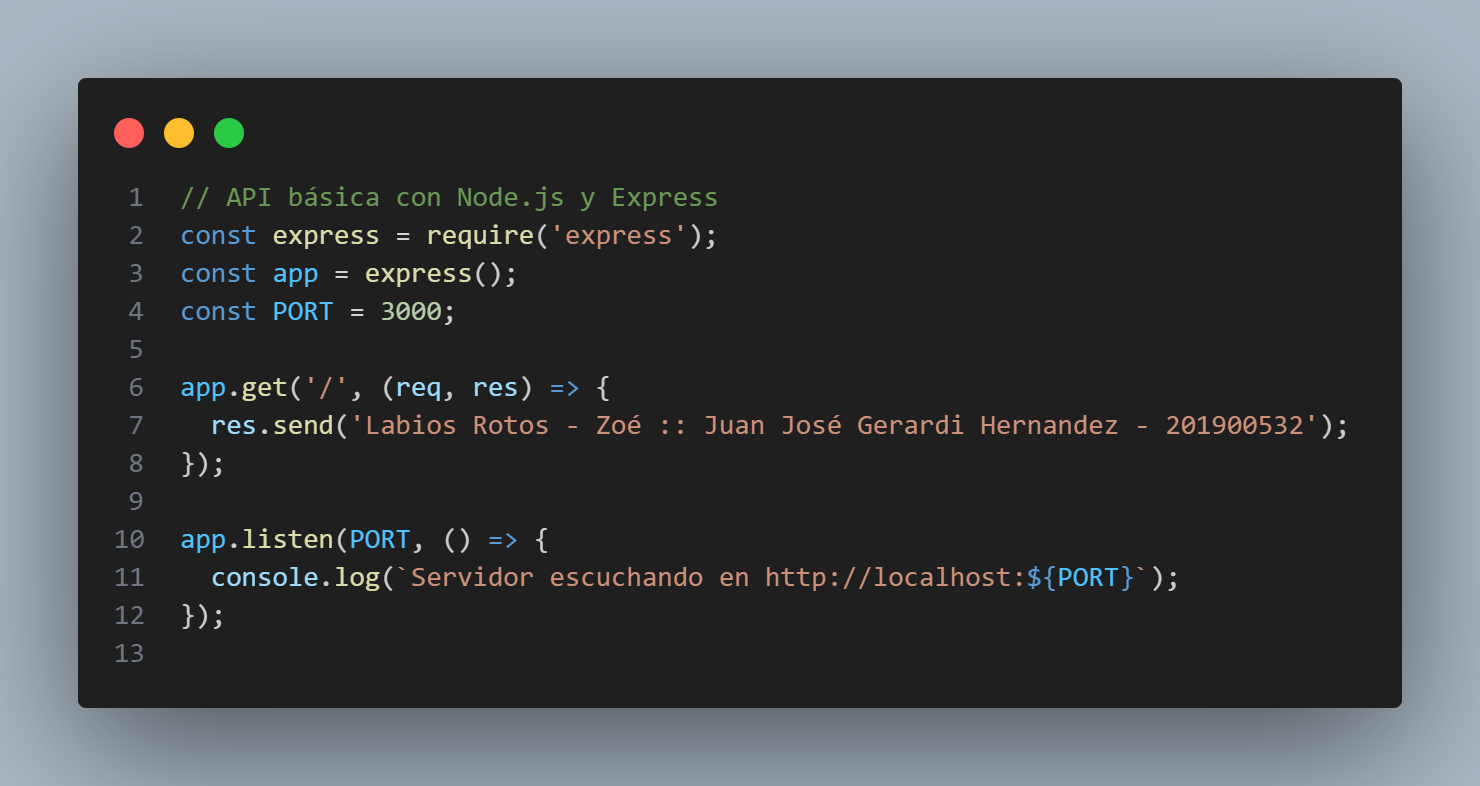 1 // API básica con Node.js y Express
2 const express = require('express');
3 const app = express();
4 const PORT = 3000;
5
6 app.get('/', (req, res) => {
7   res.send('Labios Rotos - Zoé :: Juan José Gerardi Hernandez - 201900532');
8 });
9
10 app.listen(PORT, () => {
11   console.log(`Servidor escuchando en http://localhost:${PORT}`);
12 });
13